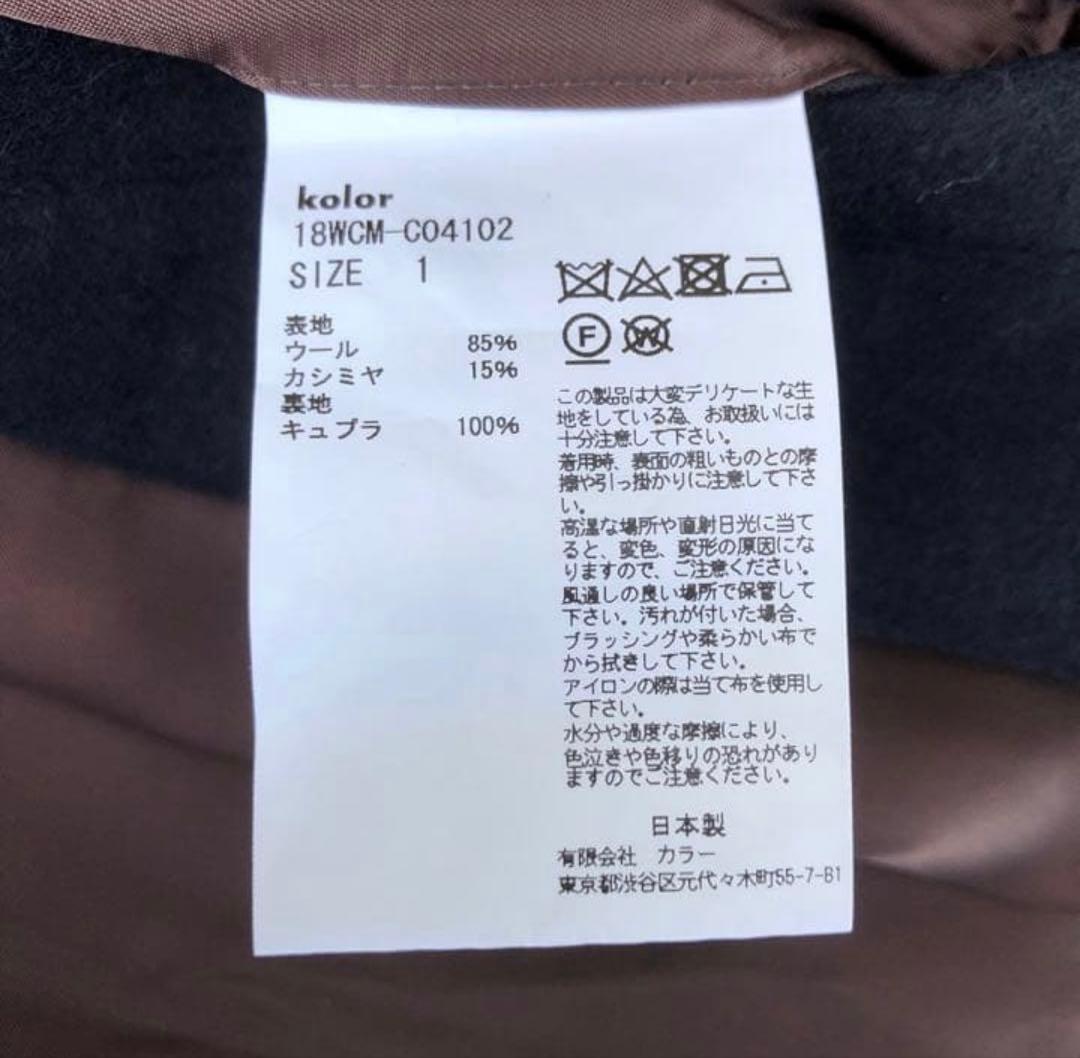 kolor
18WCM-C04102
SIZE 1
表地
ウール 85%
カシミヤ 15%
裏地
キュプラ 100%
F
W
この製品は大変デリケートな生
地をしている為、お取扱いには
十分注意して下さい。
着用時、表面の粗いものとの摩
擦や引っ掛かりに注意して下さ
い。
高温な場所や直射日光に当て
ると、変色、変形の原因にな
りますので、ご注意ください。
風通しの良い場所で保管して
下さい。汚れが付いた場合、
ブラッシングや柔らかい布で
から拭きして下さい。
アイロンの際は当て布を使用し
て下さい。
水分や過度な摩擦により、
色泣きや色移りの恐れがあり
ますのでご注意ください。
日本製
有限会社 カラー
東京都渋谷区元代々木町55-7-B1